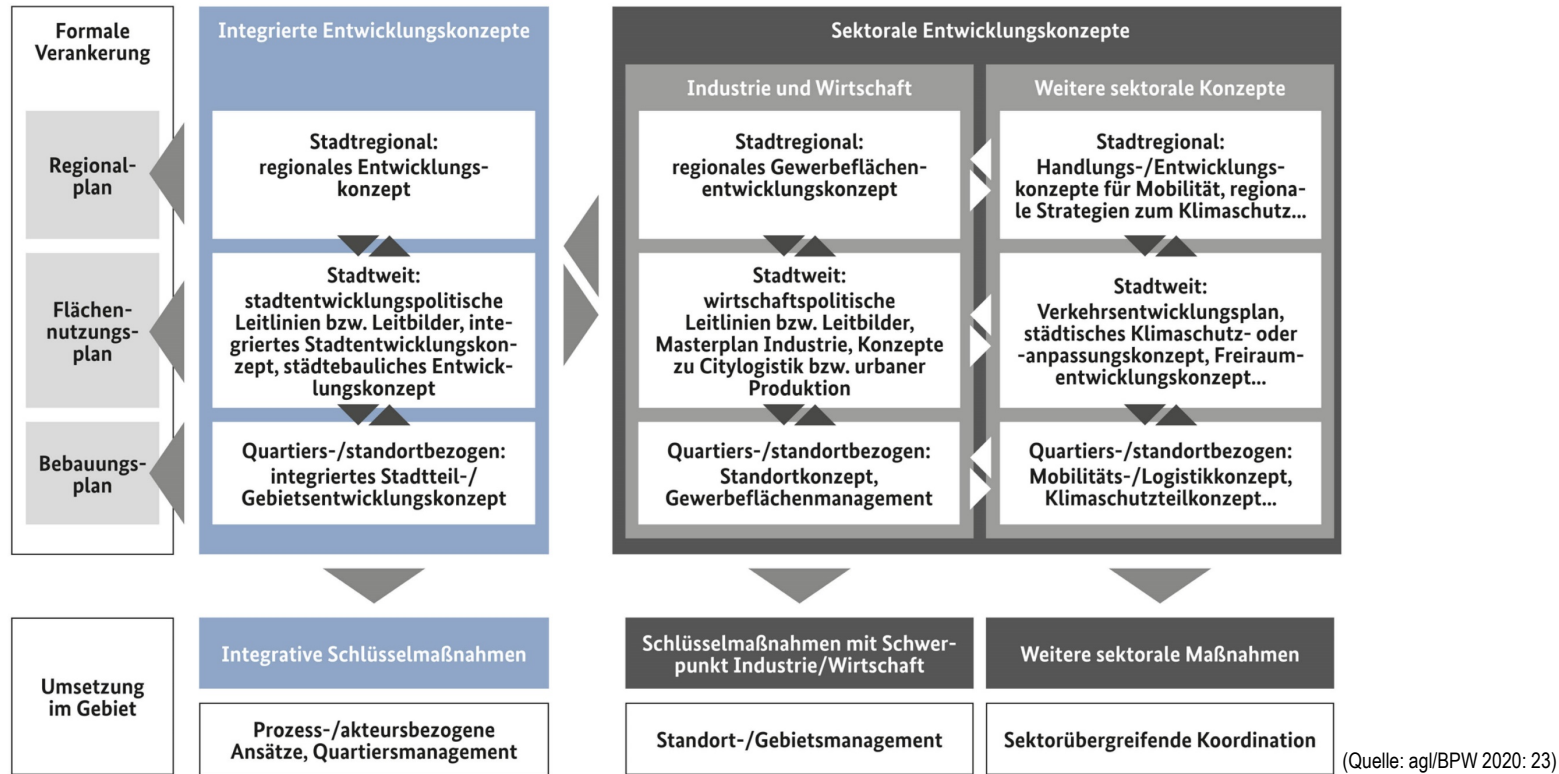 Formale
Verankerung
Regional-
plan
Flächen-
nutzungs-
plan
Bebauungs-
plan
Integrierte Entwicklungskonzepte
Stadtregional:
regionales Entwicklungs-
konzept
Stadtweit:
stadtentwicklungspolitische
Leitlinien bzw. Leitbilder, inte-
griertes Stadtentwicklungskon-
zept, städtebauliches Entwick-
lungskonzept
Quartiers-/standortbezogen:
integriertes Stadtteil-/
Gebietsentwicklungskonzept
Sektorale Entwicklungskonzepte
Industrie und Wirtschaft
Stadtregional:
regionales Gewerbeflächen-
entwicklungskonzept
Stadtweit:
wirtschaftspolitische
Leitlinien bzw. Leitbilder,
Masterplan Industrie, Konzepte
zu Citylogistik bzw. urbaner
Produktion
Quartiers-/standortbezogen:
Standortkonzept,
Gewerbeflächenmanagement
Weitere sektorale Konzepte
Stadtregional:
Handlungs-/Entwicklungs-
konzepte für Mobilität, regiona-
le Strategien zum Klimaschutz...
Stadtweit:
Verkehrsentwicklungsplan,
städtisches Klimaschutz- oder
-anpassungskonzept, Freiraum-
entwicklungskonzept...
Quartiers-/standortbezogen:
Mobilitäts-/Logistikkonzept,
Klimaschutzteilkonzept...
Umsetzung
im Gebiet
Integrative Schlüsselmaßnahmen
Prozess-/akteursbezogene
Ansätze, Quartiersmanagement
Schlüsselmaßnahmen mit Schwer-
punkt Industrie/Wirtschaft
Standort-/Gebietsmanagement
Weitere sektorale Maßnahmen
Sektorübergreifende Koordination
(Quelle: agl/BPW 2020: 23)